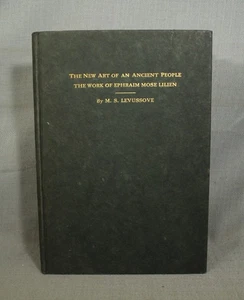 THE NEW ART OF AN ANCIENT PEOPLE
THE WORK OF EPHRAIM MOSE LILIEN
By M. S. LEVUSSOVE